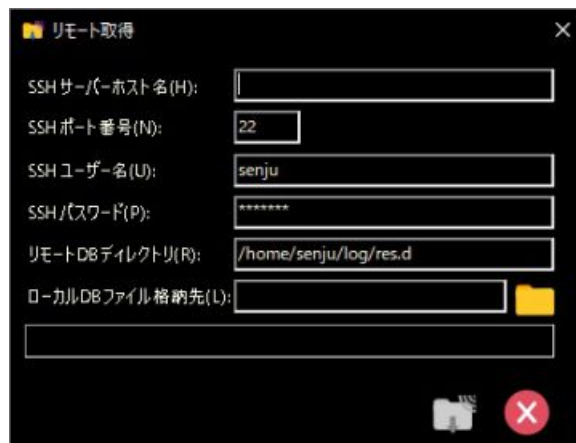 リモート取得
SSHサーバーホスト名(H):
SSHポート番号(N): 22
SSHユーザー名(U): senju
SSHパスワード(P): *******
リモートDBディレクトリ(R): /home/senju/log/res.d
ローカルDBファイル格納先(L):